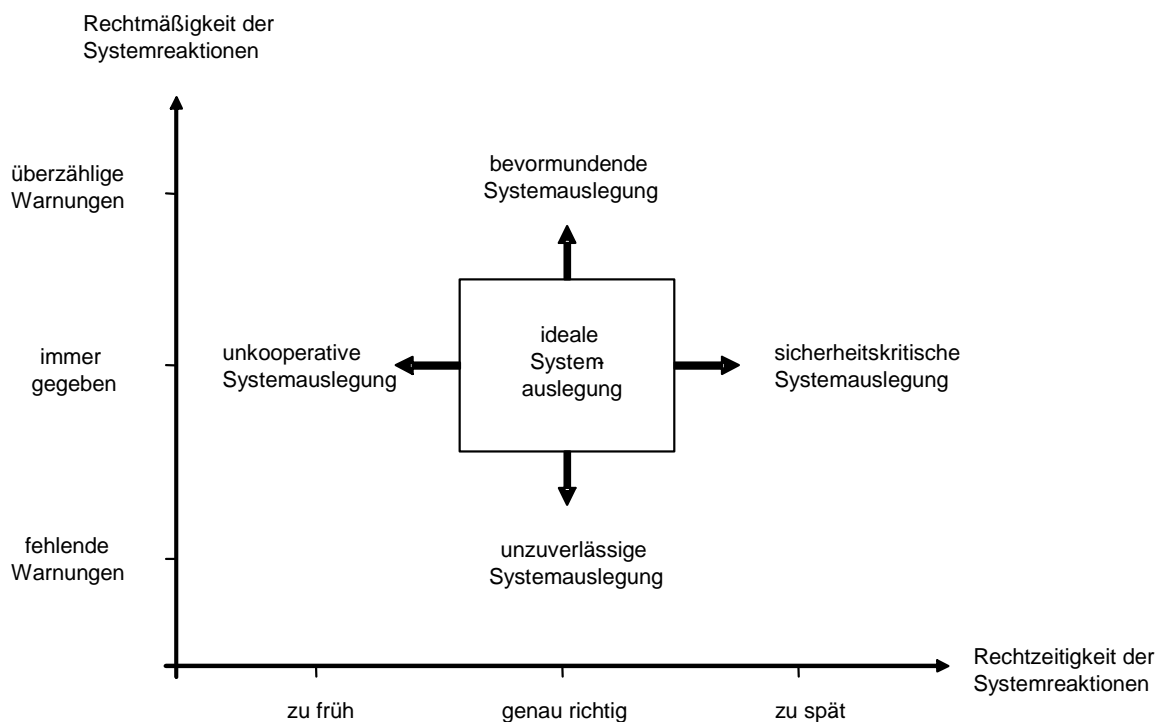 Rechtmäßigkeit der
Systemreaktionen
überzählige
Warnungen
bevormundende
Systemauslegung
immer
gegeben
unkooperative
Systemauslegung
ideale
System-
auslegung
sicherheitskritische
Systemauslegung
fehlende
Warnungen
unzuverlässige
Systemauslegung
Rechtzeitigkeit der
Systemreaktionen
zu früh
genau richtig
zu spät